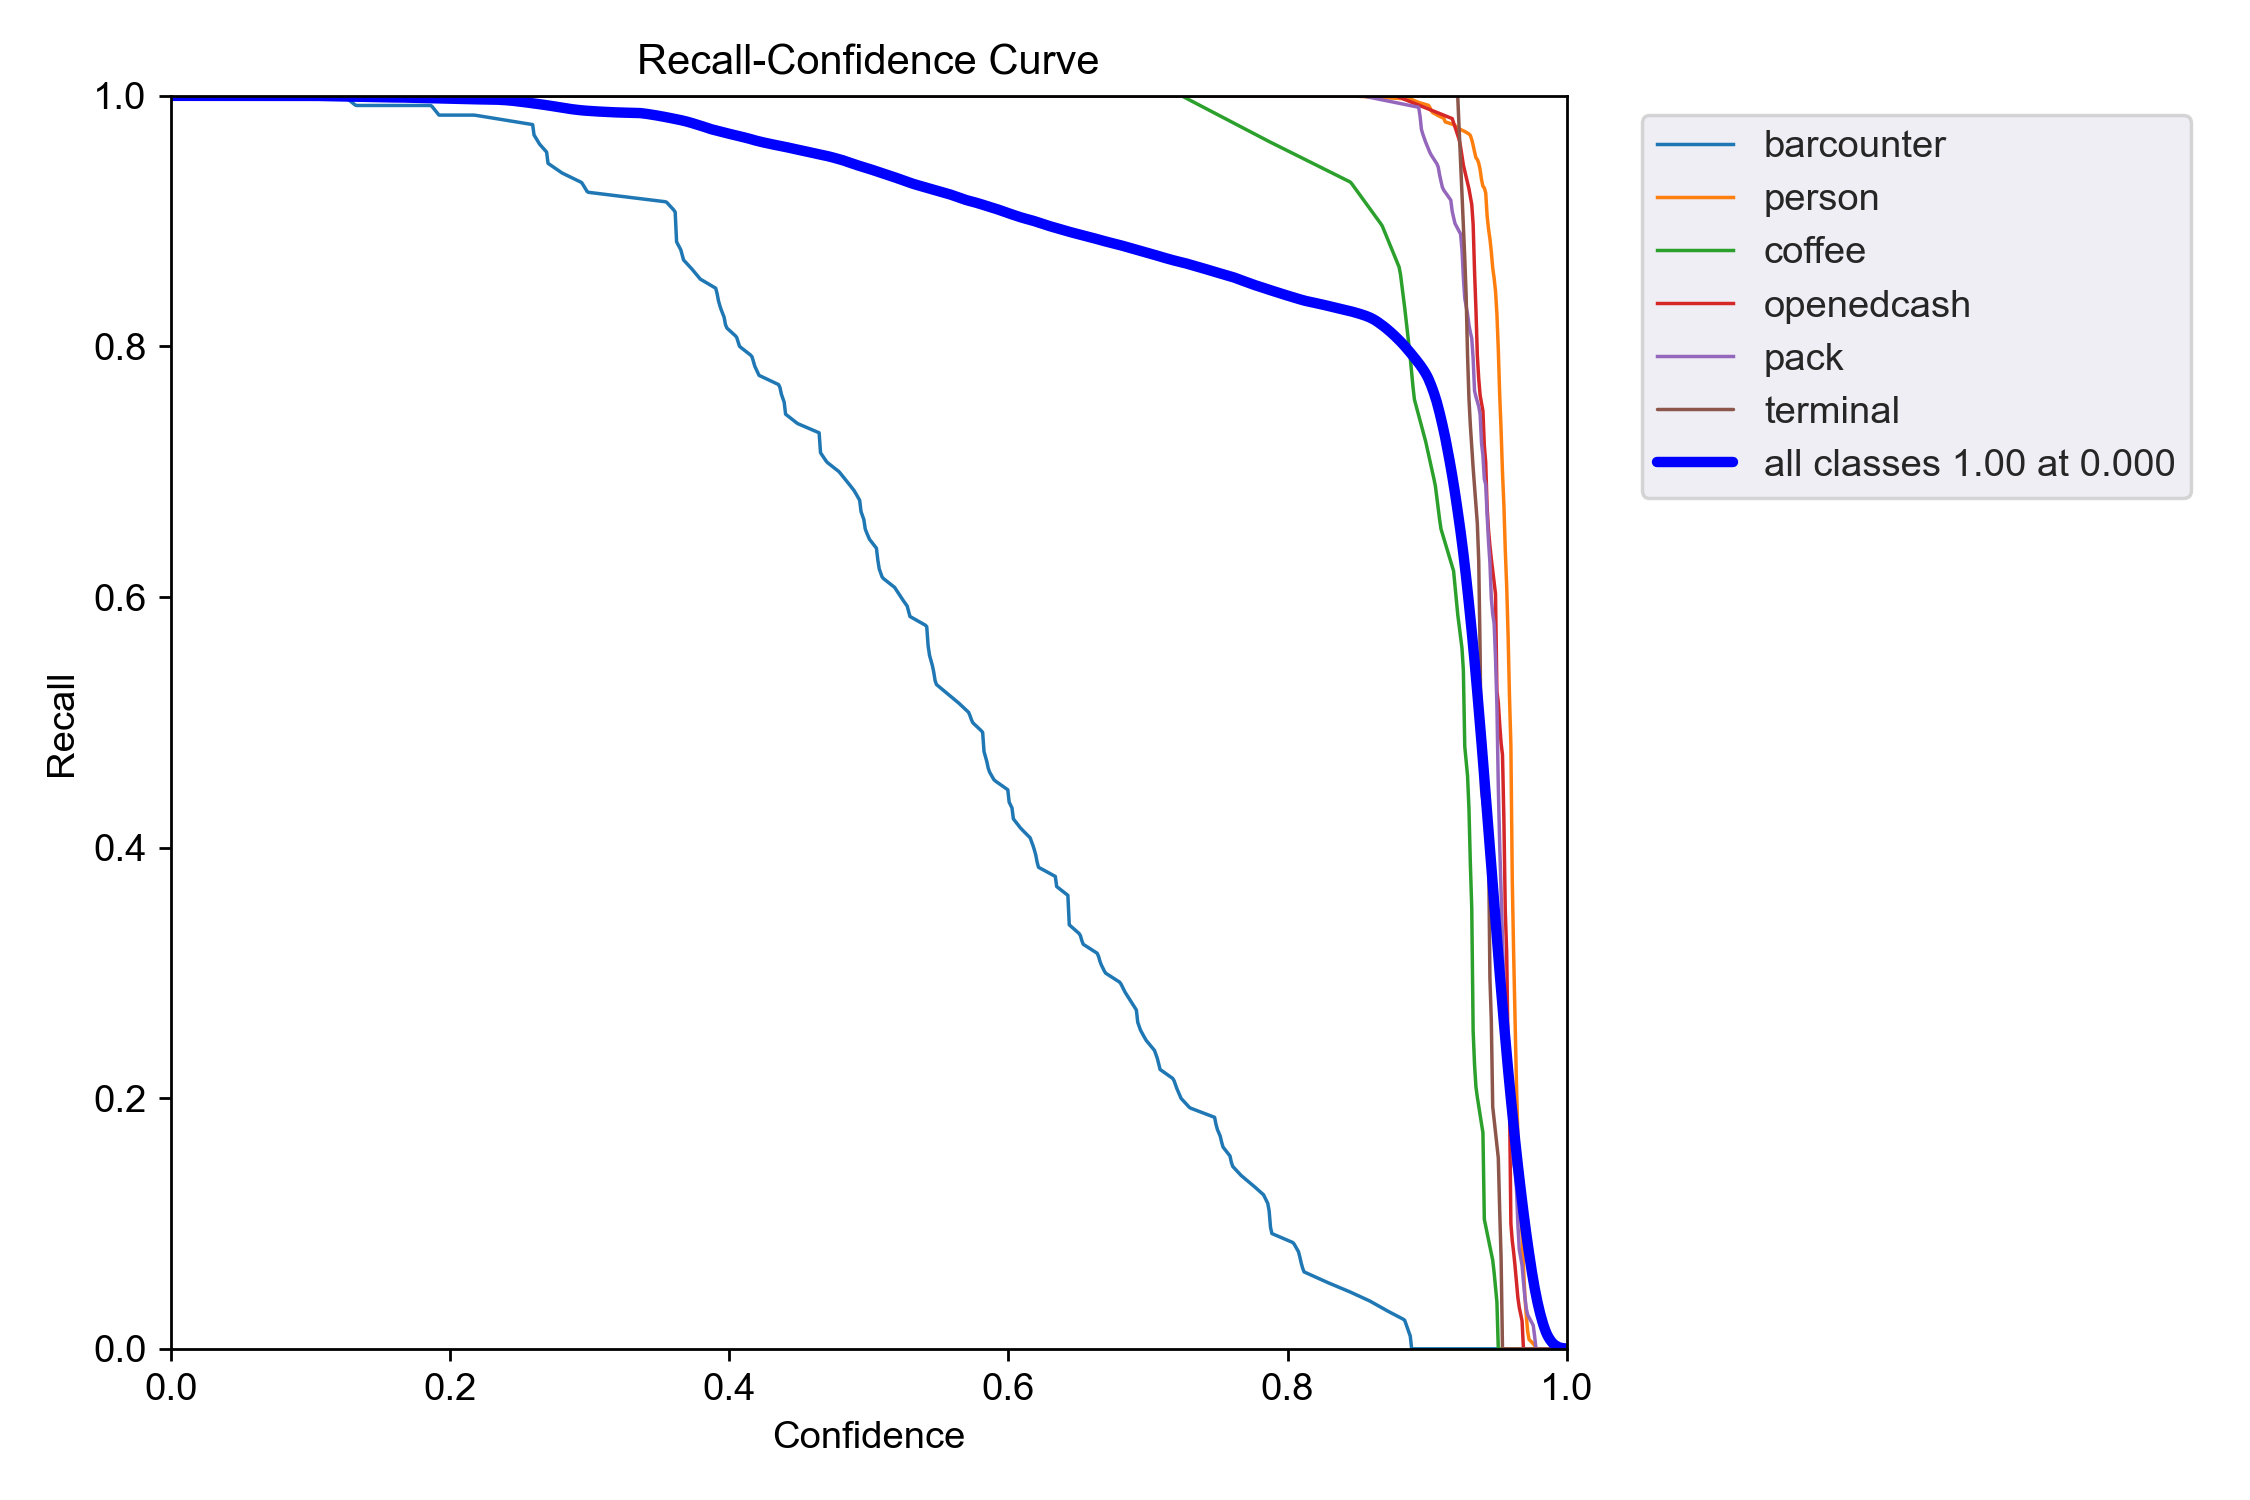 Recall-Confidence Curve
1.0
0.8
0.6
0.4
0.2
0.0
Recall
0.0 0.2 0.4 0.6 0.8 1.0
Confidence
barcounter
person
coffee
openedcash
pack
terminal
all classes 1.00 at 0.000